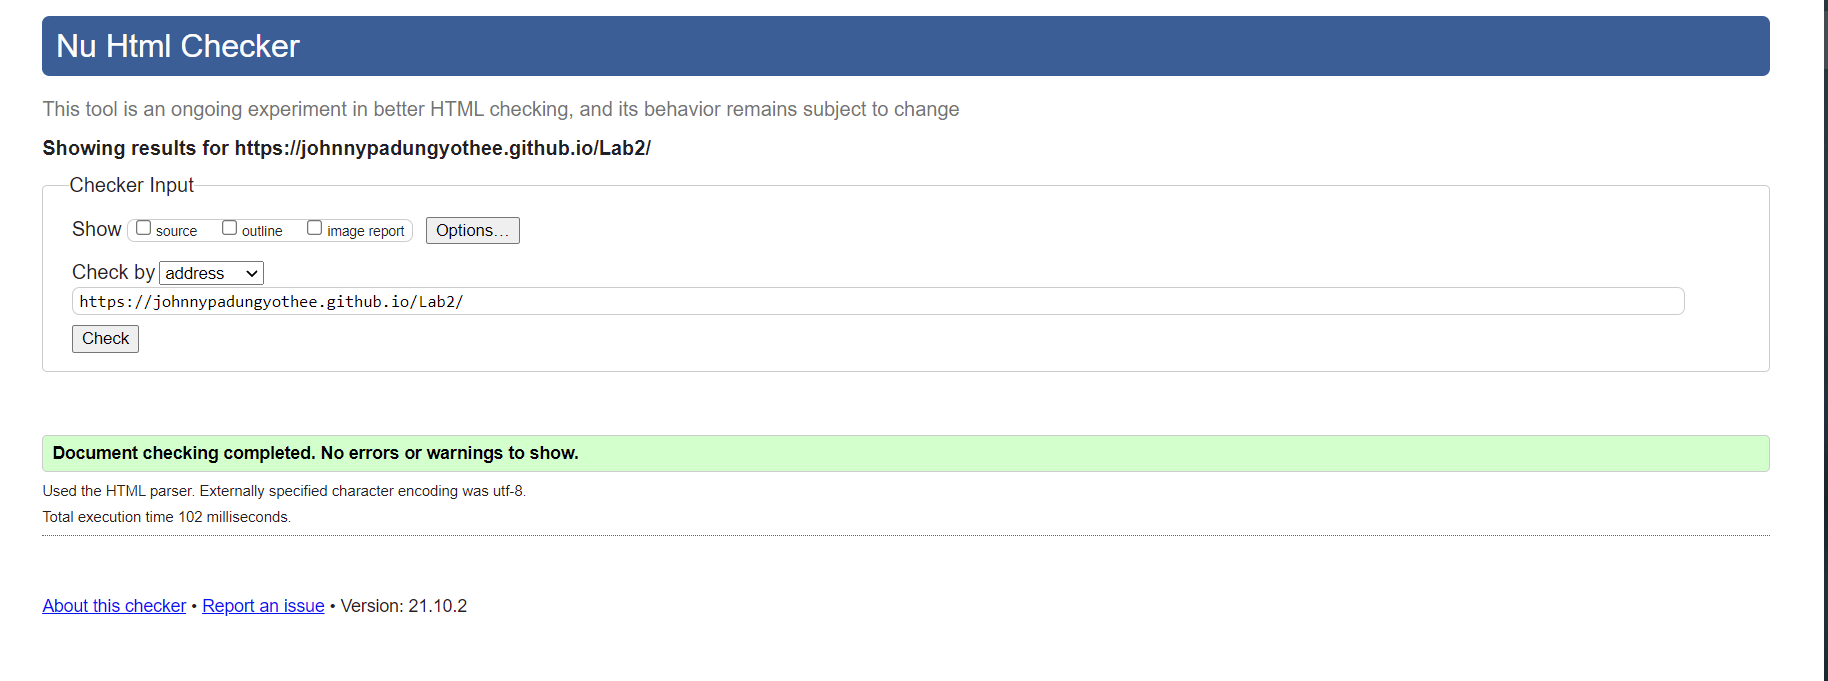 Nu Html Checker
This tool is an ongoing experiment in better HTML checking, and its behavior remains subject to change
Showing results for https://johnnypadungyothee.github.io/Lab2/
Checker Input
Show source outline image report Options...
Check by address
https://johnnypadungyothee.github.io/Lab2/
Check
Document checking completed. No errors or warnings to show.
Used the HTML parser. Externally specified character encoding was utf-8.
Total execution time 102 milliseconds.
About this checker • Report an issue • Version: 21.10.2